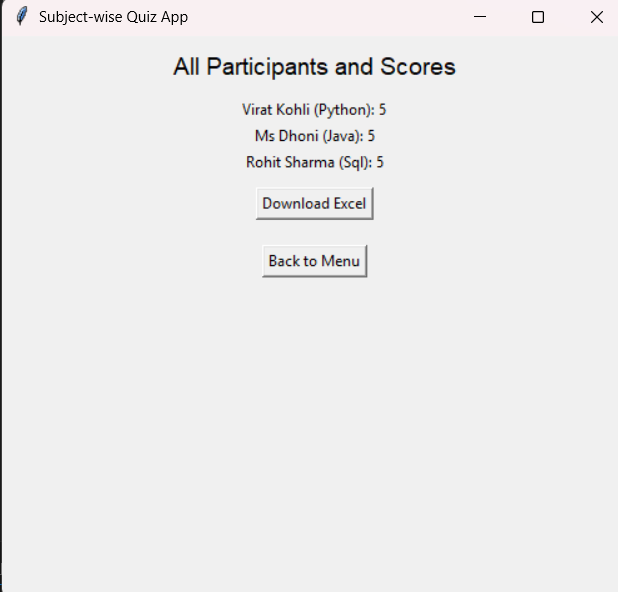 Subject-wise Quiz App
All Participants and Scores
Virat Kohli (Python): 5
Ms Dhoni (Java): 5
Rohit Sharma (Sql): 5
Download Excel
Back to Menu